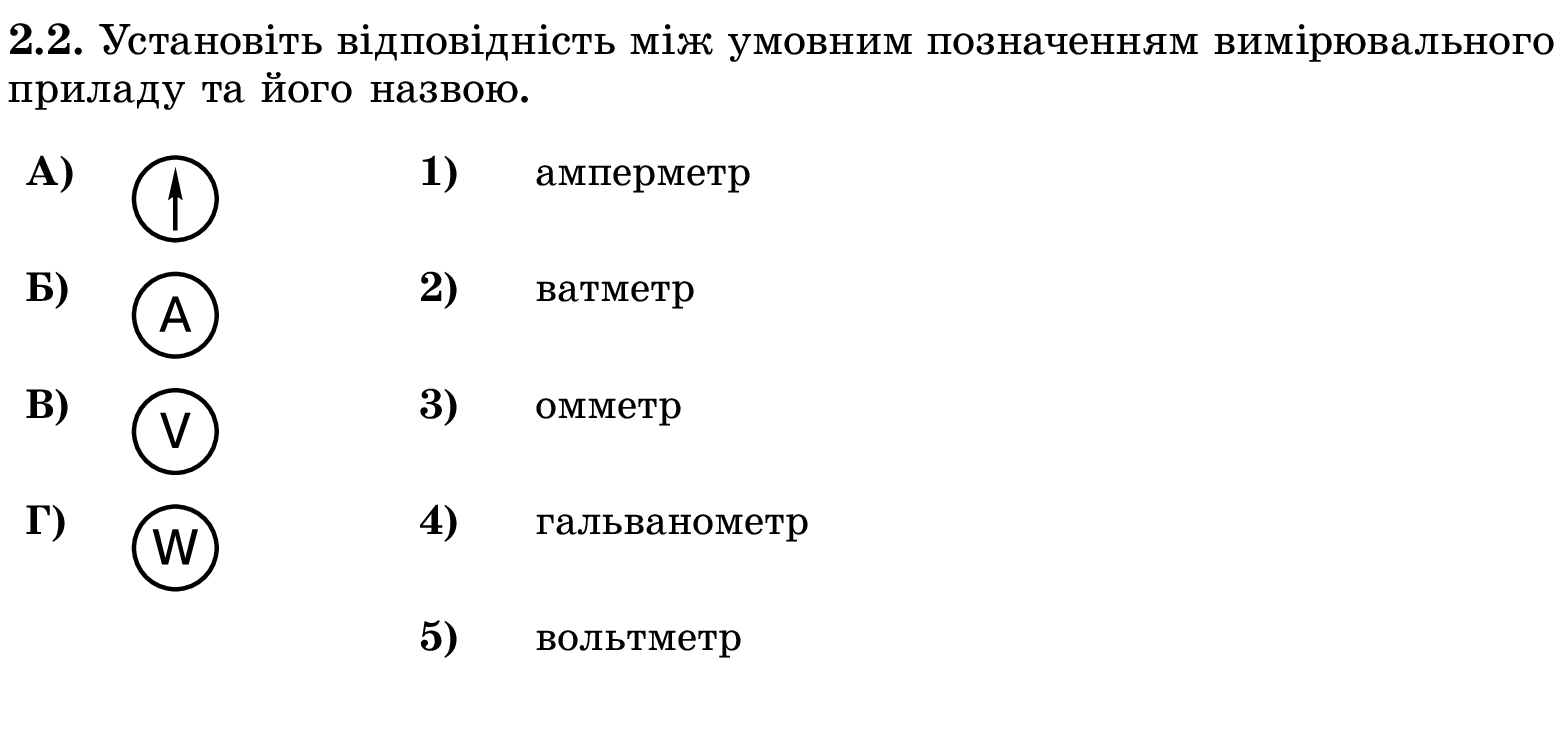 2.2. Установіть відповідність між умовним позначенням вимірювального
приладу та його назвою.
А) 1) амперметр
Б) A 2) ватметр
В) V 3) омметр
Г) W 4) гальванометр
5) вольтметр